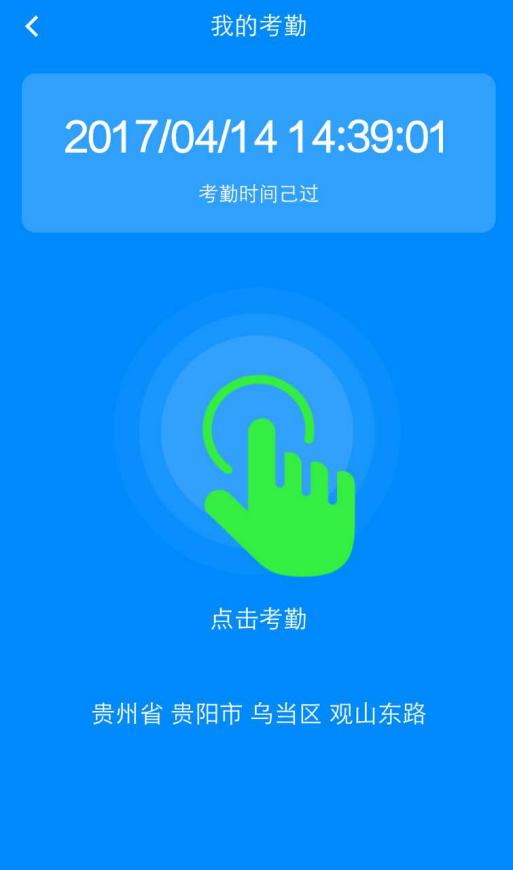 我的考勤
2017/04/14 14:39:01
考勤时间己过
点击考勤
贵州省 贵阳市 乌当区 观山东路